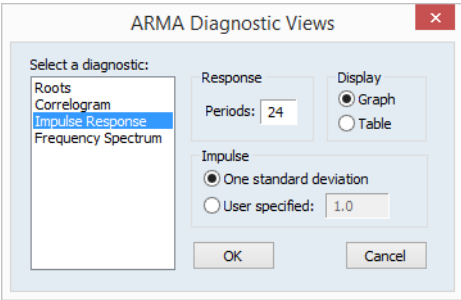 ARMA Diagnostic Views
Select a diagnostic:
Roots
Correlogram
Impulse Response
Frequency Spectrum
Response
Periods: 24
Display
Graph
Table
Impulse
One standard deviation
User specified: 1.0
OK
Cancel